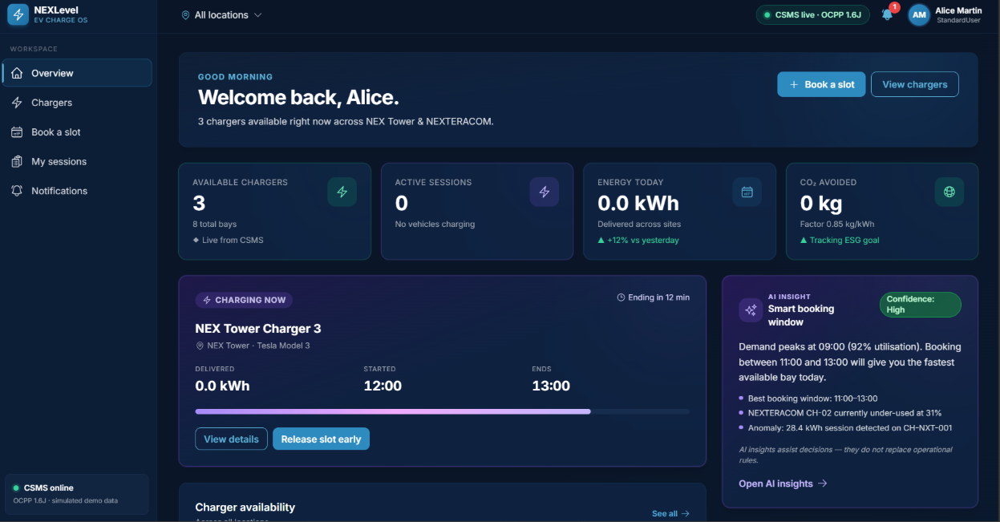 NEXLevel
EV CHARGE OS
All locations
CSMS live · OCPP 1.6J
1
AM
Alice Martin
StandardUser
WORKSPACE
Overview
Chargers
Book a slot
My sessions
Notifications
GOOD MORNING
Welcome back, Alice.
3 chargers available right now across NEX Tower & NEXTERACOM.
+ Book a slot
View chargers
AVAILABLE CHARGERS
3
8 total bays
◆ Live from CSMS
ACTIVE SESSIONS
0
No vehicles charging
ENERGY TODAY
0.0 kWh
Delivered across sites
▲ +12% vs yesterday
CO₂ AVOIDED
0 kg
Factor 0.85 kg/kWh
▲ Tracking ESG goal
CHARGING NOW
Ending in 12 min
NEX Tower Charger 3
NEX Tower · Tesla Model 3
DELIVERED
0.0 kWh
STARTED
12:00
ENDS
13:00
View details
Release slot early
AI INSIGHT
Smart booking
window
Confidence:
High
Demand peaks at 09:00 (92% utilisation). Booking
between 11:00 and 13:00 will give you the fastest
available bay today.
Best booking window: 11:00–13:00
NEXTERACOM CH-02 currently under-used at 31%
Anomaly: 28.4 kWh session detected on CH-NXT-001
AI insights assist decisions — they do not replace operational
rules.
Open AI insights →
Charger availability
See all →
CSMS online
OCPP 1.6J · simulated demo data